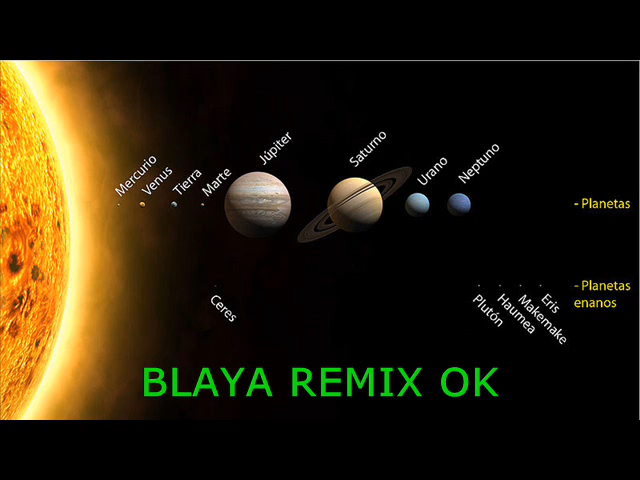 Mercurio
Venus
Tierra
Marte
Júpiter
Saturno
Urano
Neptuno
- Planetas
Ceres
Plutón
Haumea
Makemake
Eris
- Planetas
enanos
BLAYA REMIX OK